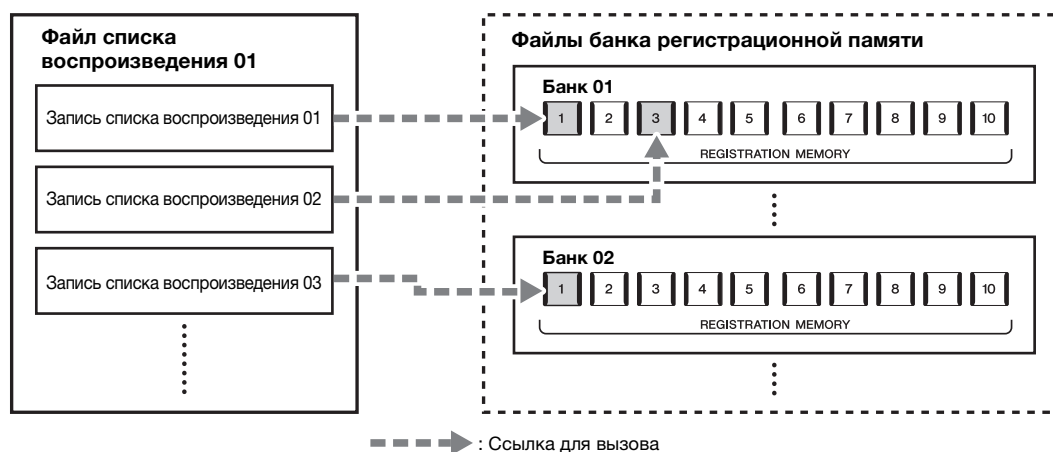 Файл списка
воспроизведения 01
Запись списка воспроизведения 01
Запись списка воспроизведения 02
Запись списка воспроизведения 03
Файлы банка регистрационной памяти
Банк 01
1 2 3 4 5 6 7 8 9 10
REGISTRATION MEMORY
Банк 02
1 2 3 4 5 6 7 8 9 10
REGISTRATION MEMORY
: Ссылка для вызова